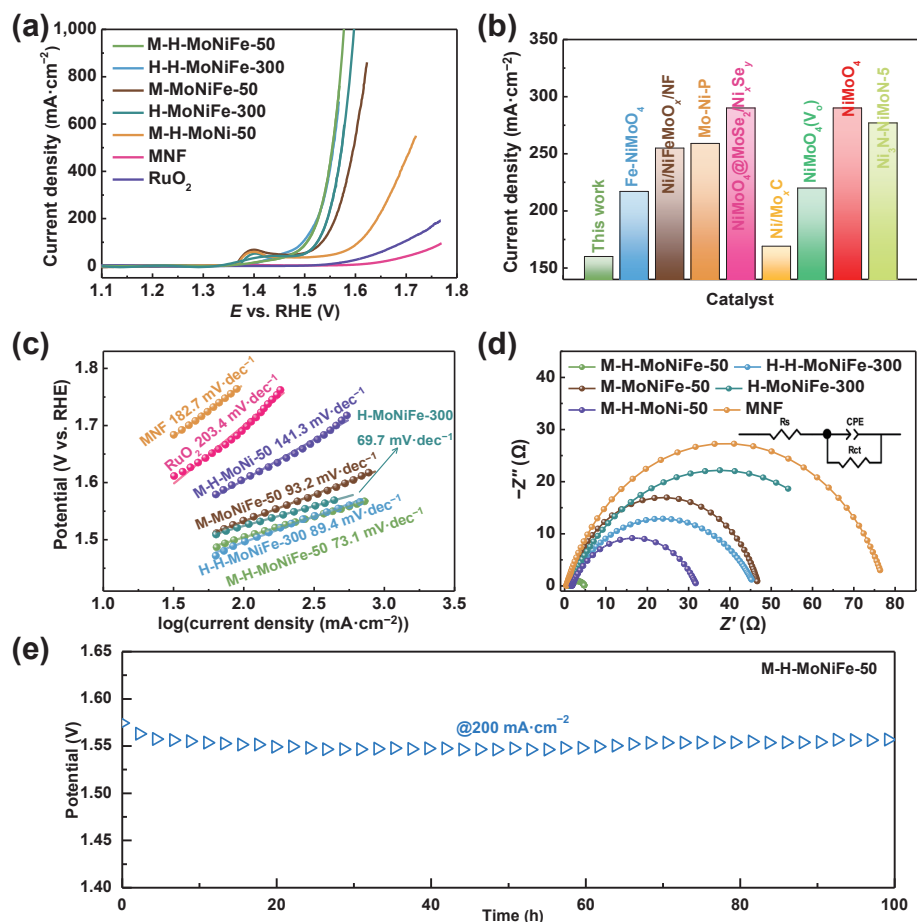 (a)
Current density (mA·cm−2)
1,000
800
600
400
200
0
M-H-MoNiFe-50
H-H-MoNiFe-300
M-MoNiFe-50
H-MoNiFe-300
M-H-MoNi-50
MNF
RuO2
1.1 1.2 1.3 1.4 1.5 1.6 1.7 1.8
E vs. RHE (V)
(b)
Current density (mA·cm−2)
350
300
250
200
150
This work
Fe-NiMoO4
Ni/NiFeMoOx/NF
Mo-Ni-P
NiMoO4@MoSe2/NixSey
Ni/MoxC
NiMoO4(Vo)
NiMoO4
Ni3N-NiMoN-5
Catalyst
(c)
Potential (V vs. RHE)
1.8
1.7
1.6
1.5
MNF 182.7 mV·dec−1
RuO2 203.4 mV·dec−1
M-H-MoNi-50 141.3 mV·dec−1
H-MoNiFe-300
69.7 mV·dec−1
M-MoNiFe-50 93.2 mV·dec−1
H-H-MoNiFe-300 89.4 mV·dec−1
M-H-MoNiFe-50 73.1 mV·dec−1
1.0 1.5 2.0 2.5 3.0 3.5
log(current density (mA·cm−2))
(d)
−Z″ (Ω)
45
30
15
0
M-H-MoNiFe-50 H-H-MoNiFe-300
M-MoNiFe-50 H-MoNiFe-300
M-H-MoNi-50 MNF
Rs CPE
Rct
0 10 20 30 40 50 60 70 80
Z′ (Ω)
(e)
Potential (V)
1.65
1.60
1.55
1.50
1.45
1.40
M-H-MoNiFe-50
@200 mA·cm−2
0 20 40 60 80 100
Time (h)